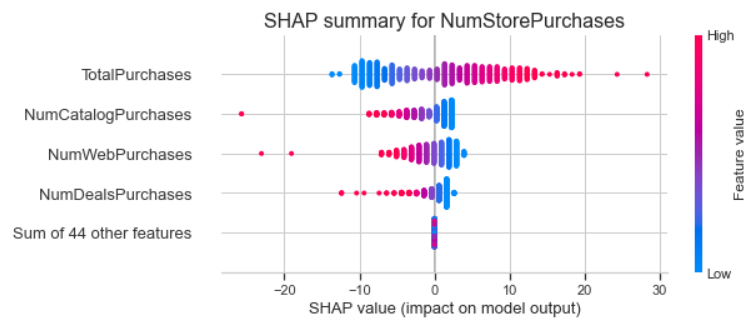 SHAP summary for NumStorePurchases
High
TotalPurchases
NumCatalogPurchases
NumWebPurchases
NumDealsPurchases
Sum of 44 other features
Feature value
Low
−20
−10
0
10
20
30
SHAP value (impact on model output)